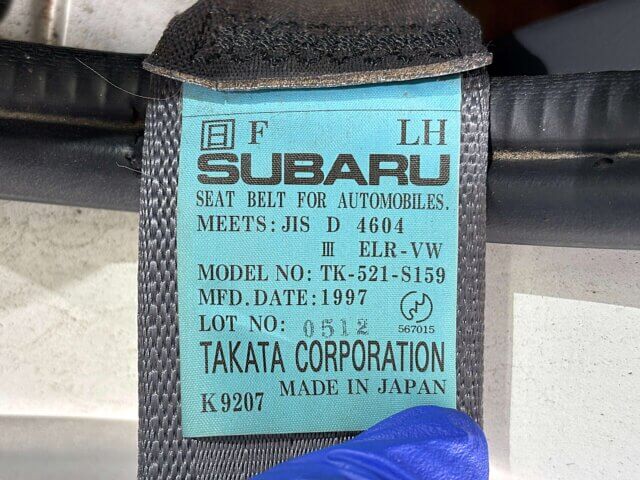 日 F LH
SUBARU
SEAT BELT FOR AUTOMOBILES.
MEETS: JIS D 4604
III ELR-VW
MODEL NO: TK-521-S159
MFD. DATE: 1997
LOT NO: 0512
567015
TAKATA CORPORATION
MADE IN JAPAN
K9207